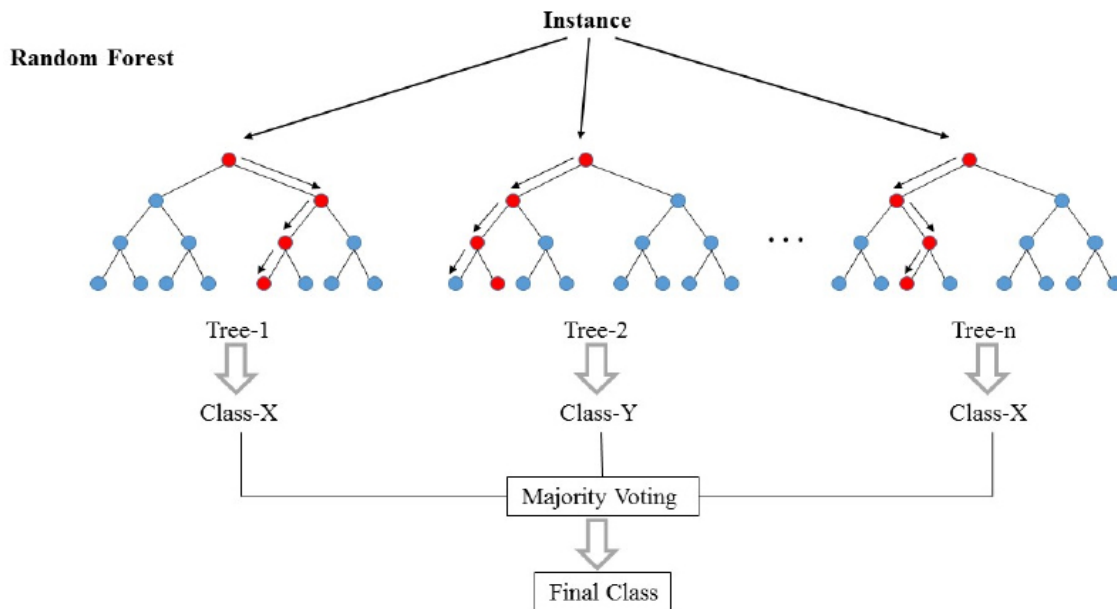 Instance
Random Forest
...
Tree-1
Tree-2
Tree-n
Class-X
Class-Y
Class-X
Majority Voting
Final Class